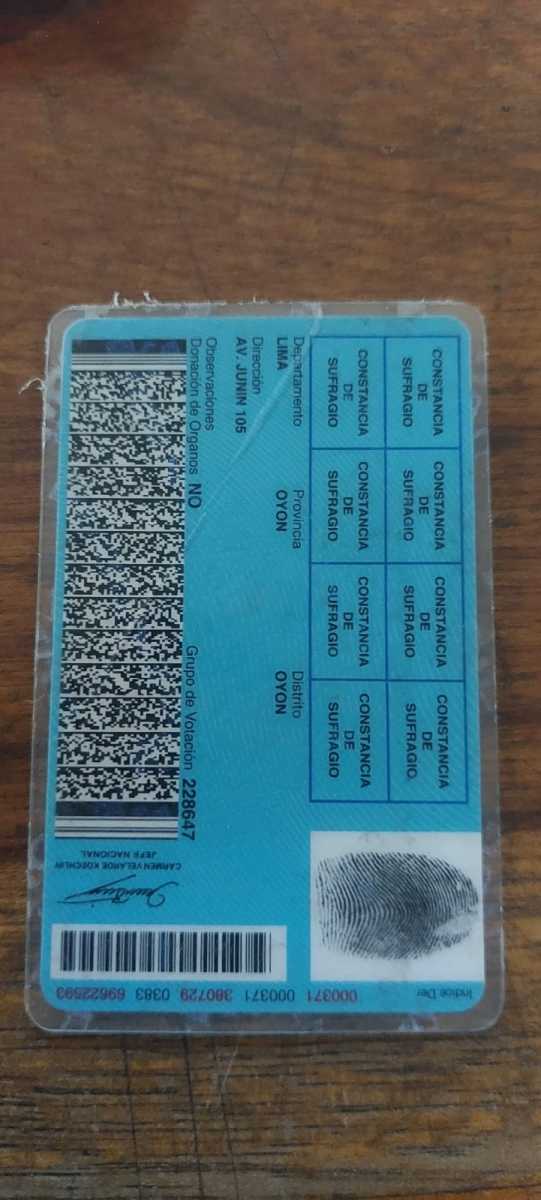 CONSTANCIA DE SUFRAGIO
CONSTANCIA DE SUFRAGIO
CONSTANCIA DE SUFRAGIO
CONSTANCIA DE SUFRAGIO
CONSTANCIA DE SUFRAGIO
CONSTANCIA DE SUFRAGIO
CONSTANCIA DE SUFRAGIO
CONSTANCIA DE SUFRAGIO
Departamento Provincia Distrito
LIMA OYON OYON
Dirección
AV. JUNIN 105
Observaciones
Donación de Organos NO Grupo de Votación 228647
Indice Der
CARMEN VELARDE KOECHLIN
JEFE NACIONAL
000371 000371 380729 0383 69622593